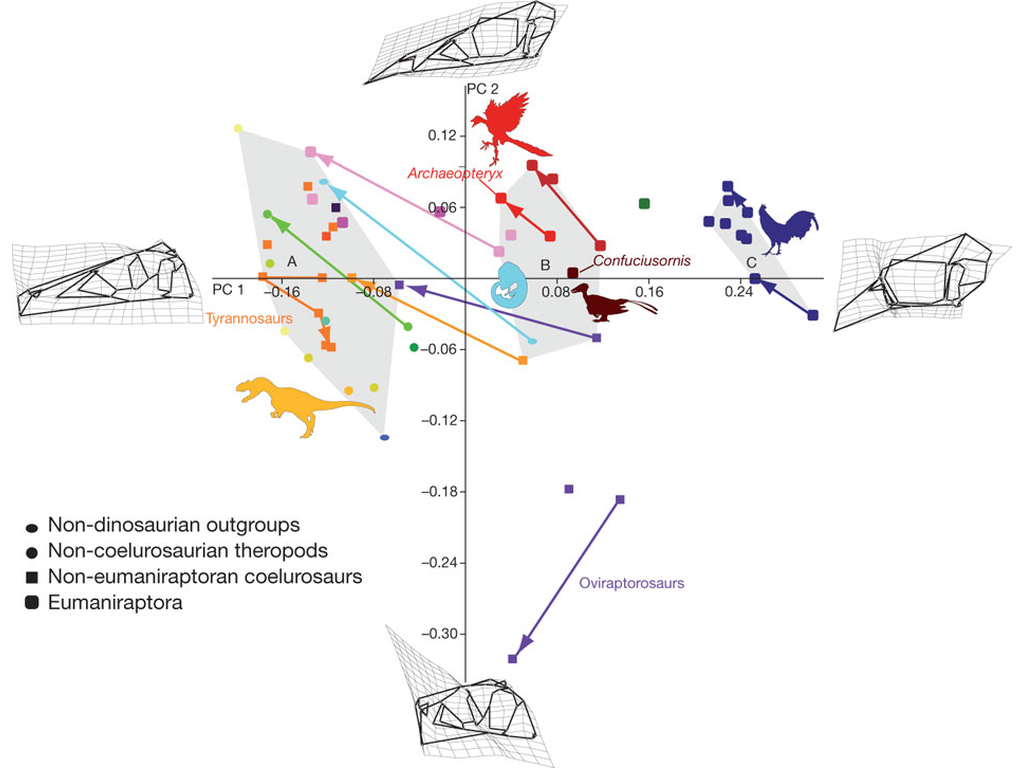 PC 2
0.12
Archaeopteryx
0.06
Confuciusornis
A
B
C
PC 1
−0.16
−0.08
0.08
0.16
0.24
Tyrannosaurs
−0.06
−0.12
−0.18
−0.24
Oviraptorosaurs
−0.30
Non-dinosaurian outgroups
Non-coelurosaurian theropods
Non-eumaniraptoran coelurosaurs
Eumaniraptora